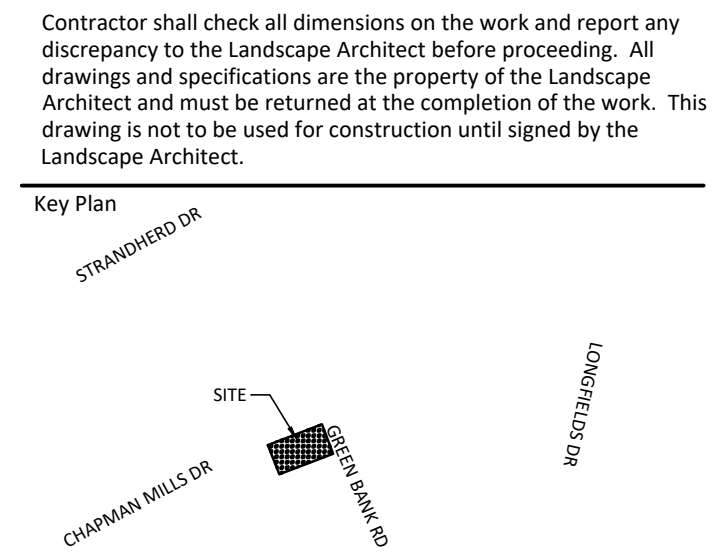 Contractor shall check all dimensions on the work and report any
discrepancy to the Landscape Architect before proceeding.  All
drawings and specifications are the property of the Landscape
Architect and must be returned at the completion of the work.  This
drawing is not to be used for construction until signed by the
Landscape Architect.
Key Plan
STRANDHERD DR
LONGFIELDS DR
SITE
GREEN BANK RD
CHAPMAN MILLS DR